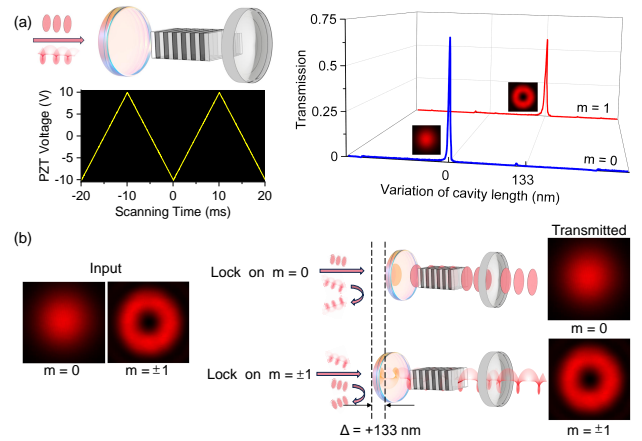 (a)
PZT Voltage (V)
10
5
0
-5
-10
-20
-10
0
10
20
Scanning Time (ms)
Transmission
0.75
0.50
0.25
0
m = 1
m = 0
0
133
Variation of cavity length (nm)
(b)
Input
m = 0
m = ±1
Lock on m = 0
Lock on m = ±1
Δ = +133 nm
Transmitted
m = 0
m = ±1